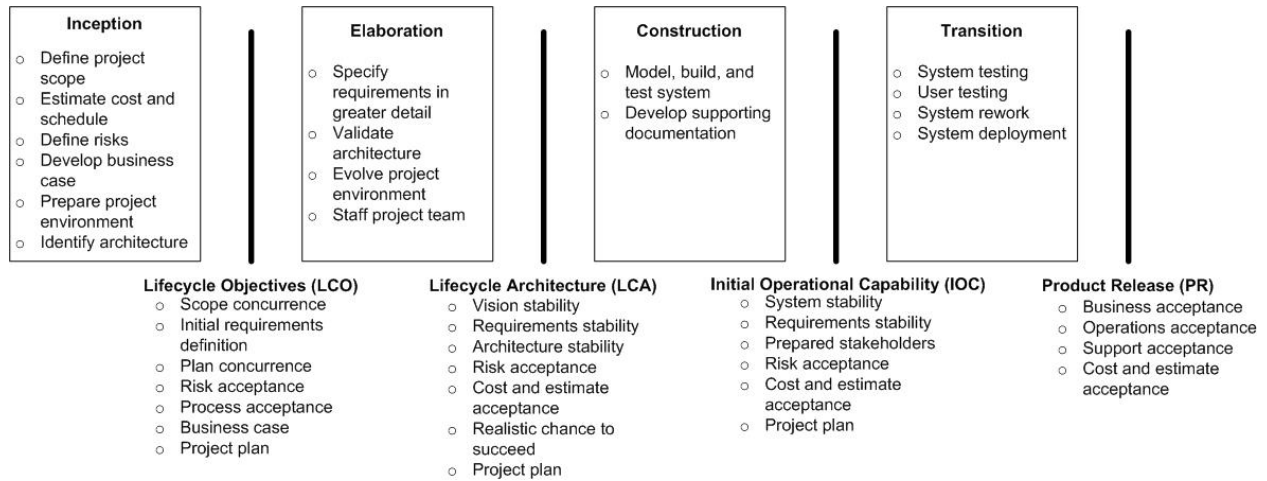 Inception
○ Define project
scope
○ Estimate cost and
schedule
○ Define risks
○ Develop business
case
○ Prepare project
environment
○ Identify architecture
Elaboration
○ Specify
requirements in
greater detail
○ Validate
architecture
○ Evolve project
environment
○ Staff project team
Construction
○ Model, build, and
test system
○ Develop supporting
documentation
Transition
○ System testing
○ User testing
○ System rework
○ System deployment
Lifecycle Objectives (LCO)
○ Scope concurrence
○ Initial requirements
definition
○ Plan concurrence
○ Risk acceptance
○ Process acceptance
○ Business case
○ Project plan
Lifecycle Architecture (LCA)
○ Vision stability
○ Requirements stability
○ Architecture stability
○ Risk acceptance
○ Cost and estimate
acceptance
○ Realistic chance to
succeed
○ Project plan
Initial Operational Capability (IOC)
○ System stability
○ Requirements stability
○ Prepared stakeholders
○ Risk acceptance
○ Cost and estimate
acceptance
○ Project plan
Product Release (PR)
○ Business acceptance
○ Operations acceptance
○ Support acceptance
○ Cost and estimate
acceptance